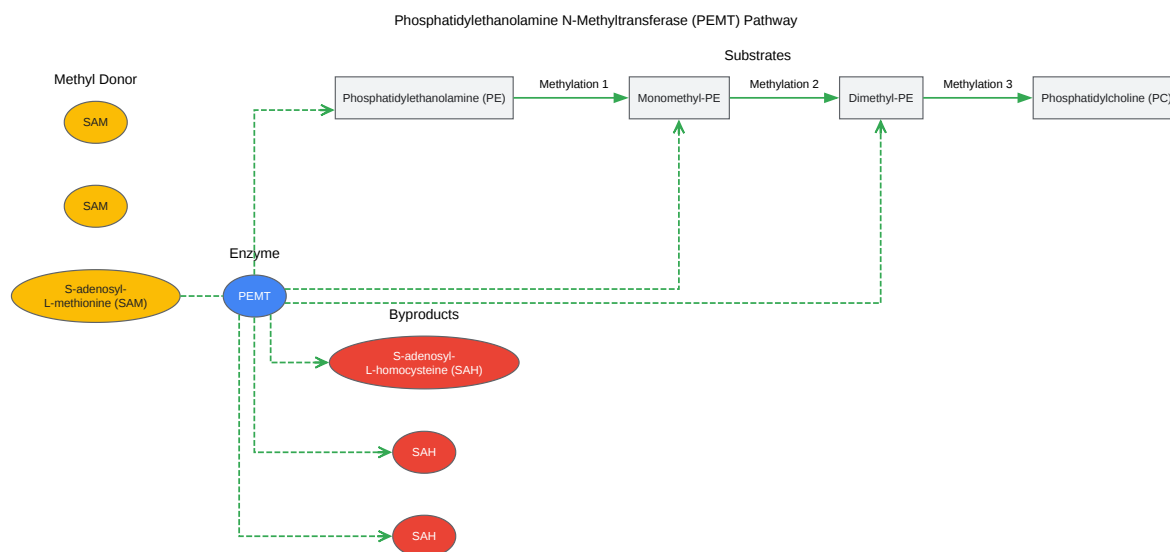 Phosphatidylethanolamine N-Methyltransferase (PEMT) Pathway
Substrates
Methyl Donor
Methylation 1
Methylation 2
Methylation 3
Phosphatidylethanolamine (PE)
Monomethyl-PE
Dimethyl-PE
Phosphatidylcholine (PC)
SAM
SAM
Enzyme
S-adenosyl-
L-methionine (SAM)
PEMT
Byproducts
S-adenosyl-
L-homocysteine (SAH)
SAH
SAH